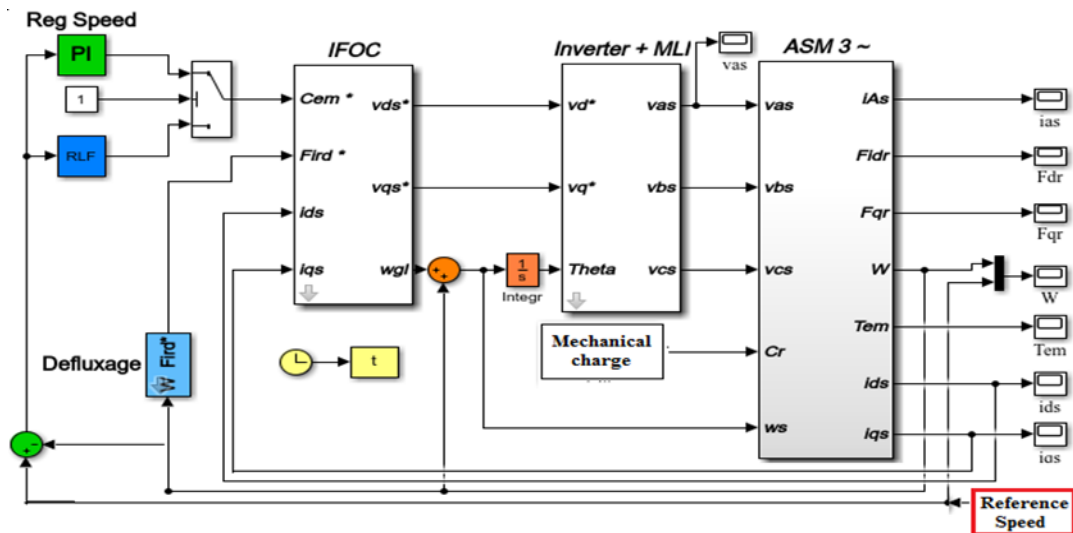 Reg Speed
PI
1
RLF
IFOC
Cem *
Fird *
ids
iqs
vds*
vqs*
wgl
+
+
1
s
Integr
Inverter + MLI
vd*
vq*
Theta
vas
vbs
vcs
vas
ASM 3 ~
vas
vbs
vcs
Cr
ws
iAs
Fldr
Fqr
W
Tem
ids
iqs
ias
Fdr
Fqr
W
Tem
ids
iqs
Defluxage
W Fird*
t
Mechanical
charge
+
−
Reference
Speed